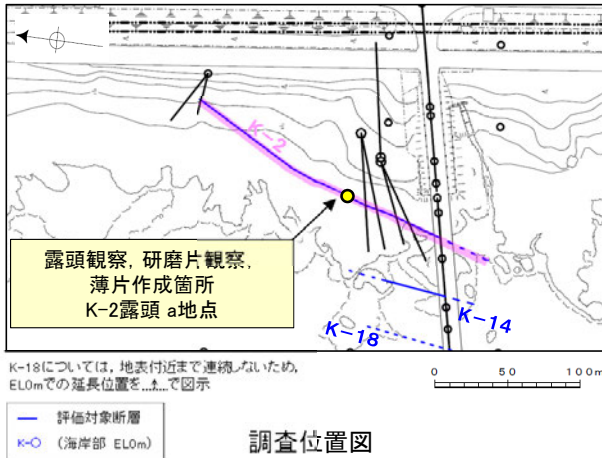 K-2
露頭観察, 研磨片観察,
薄片作成箇所
K-2露頭 a地点
K-14
K-18
K-18については, 地表付近まで連続しないため,
EL0mでの延長位置を...で図示
0 50 100m
評価対象断層
K-○ (海岸部 EL0m)
調査位置図